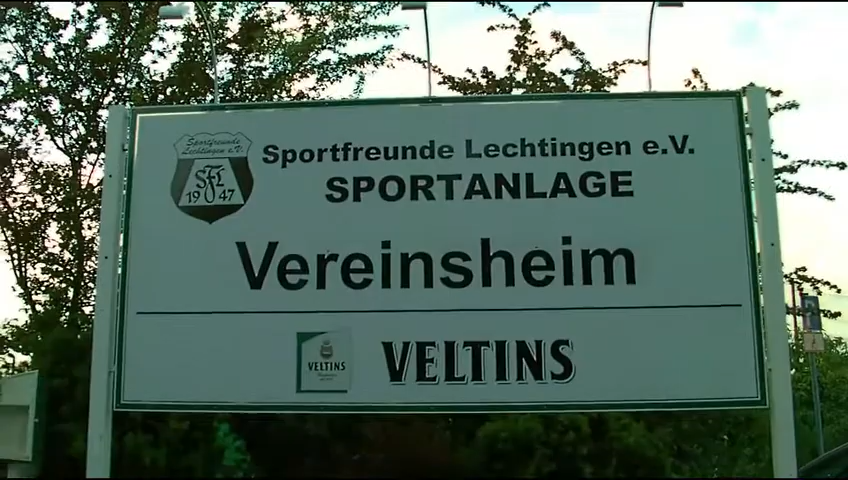 Sportfreunde
Lechtingen e.V.
SFL
19 47
Sportfreunde Lechtingen e.V.
SPORTANLAGE
Vereinsheim
VELTINS
VELTINS